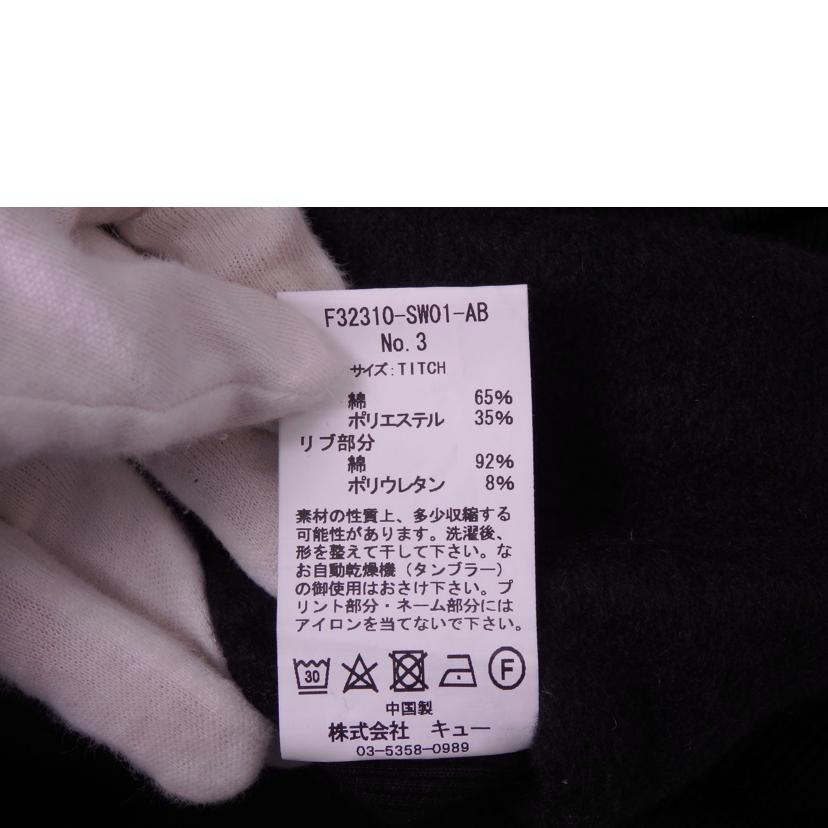 F32310-SW01-AB
No.3
サイズ:TITCH
綿 65%
ポリエステル 35%
リブ部分
綿 92%
ポリウレタン 8%
素材の性質上、多少収縮する
可能性があります。洗濯後、
形を整えて干して下さい。な
お自動乾燥機(タンブラー)
の御使用はおさけ下さい。プ
リント部分・ネーム部分には
アイロンを当てないで下さい。
30 F
中国製
株式会社 キュー
03-5358-0989